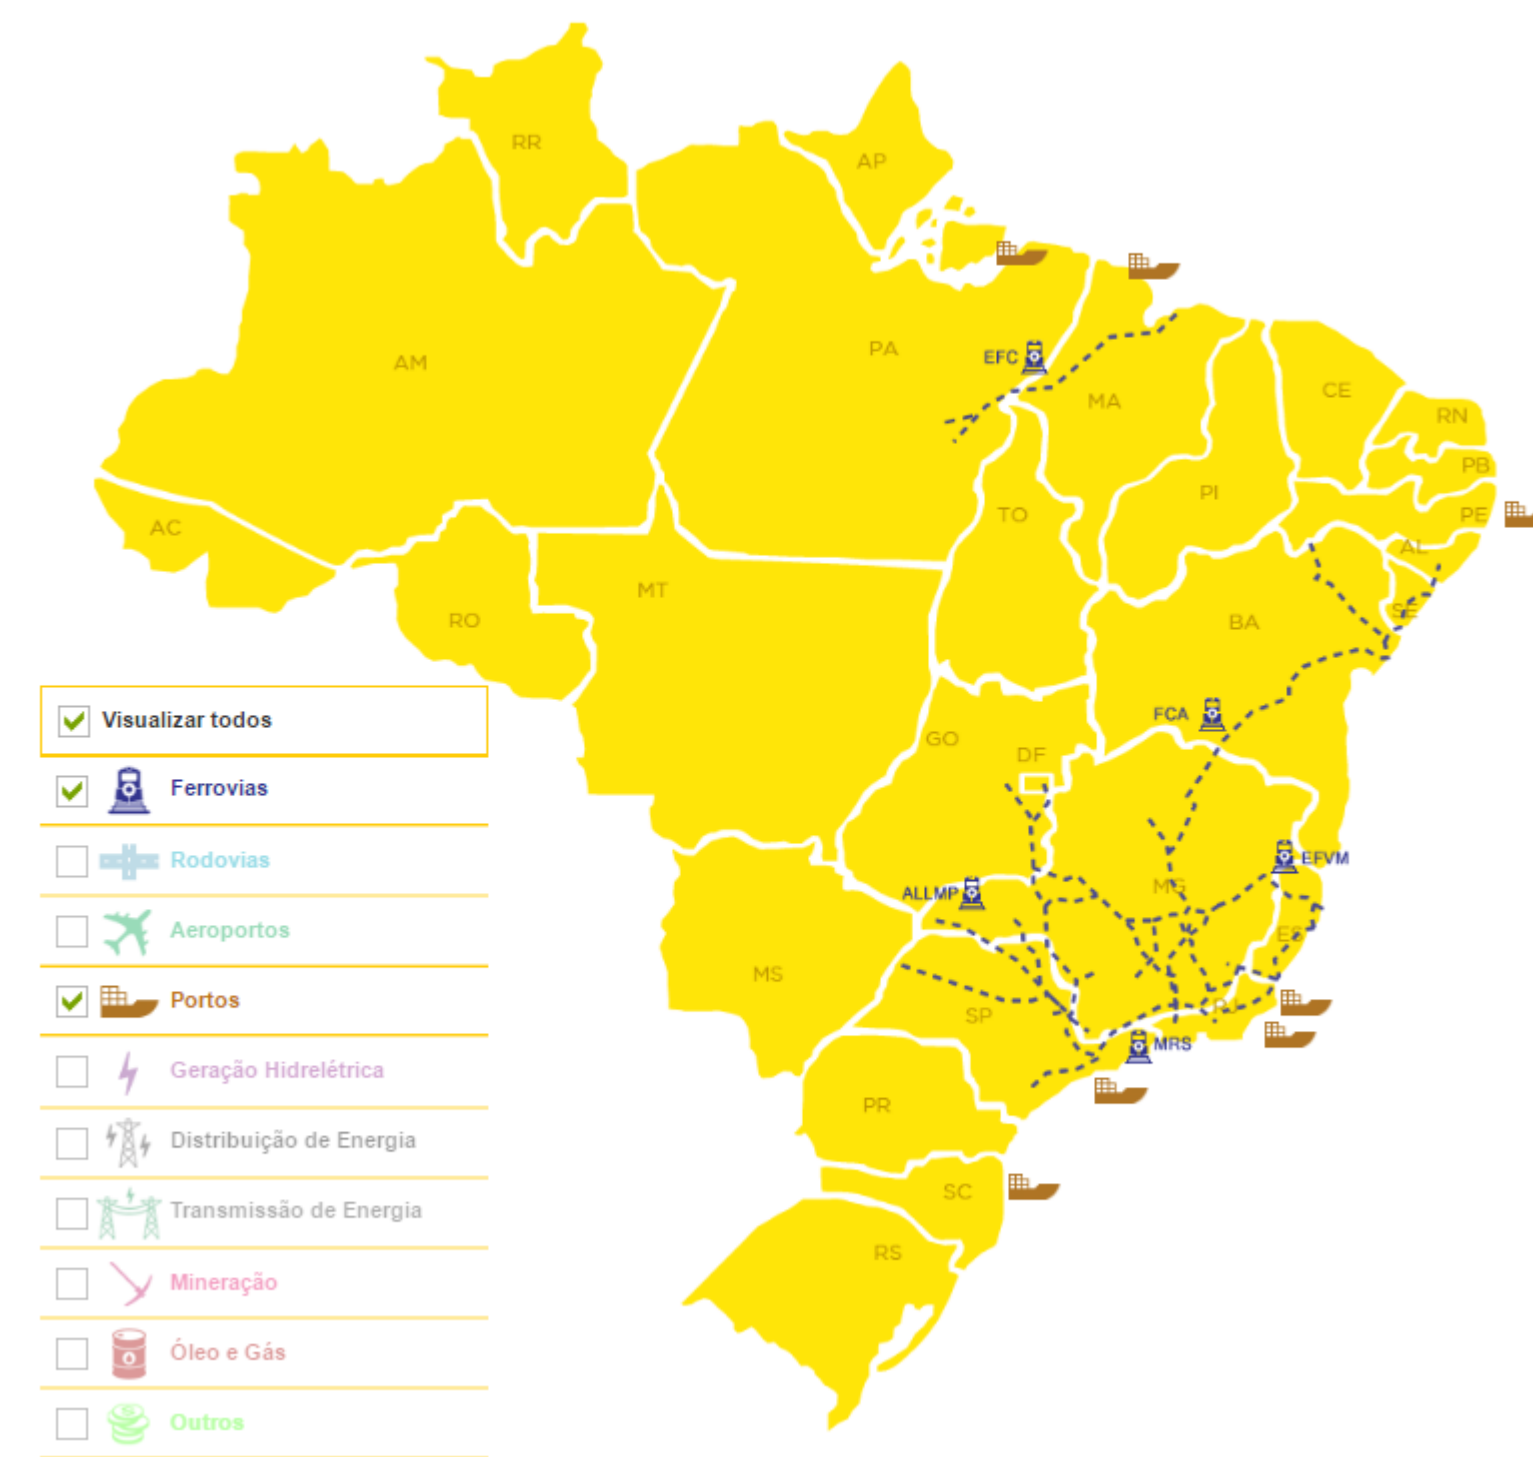 RR
AP
AM
PA
EFC
MA
CE
RN
PB
PI
PE
TO
AC
AL
MT
SE
RO
BA
FCA
GO
DF
EFVM
MG
ALLMP
ES
MS
RJ
SP
MRS
PR
SC
RS
Visualizar todos
Ferrovias
Rodovias
Aeroportos
Portos
Geração Hidrelétrica
Distribuição de Energia
Transmissão de Energia
Mineração
Óleo e Gás
Outros